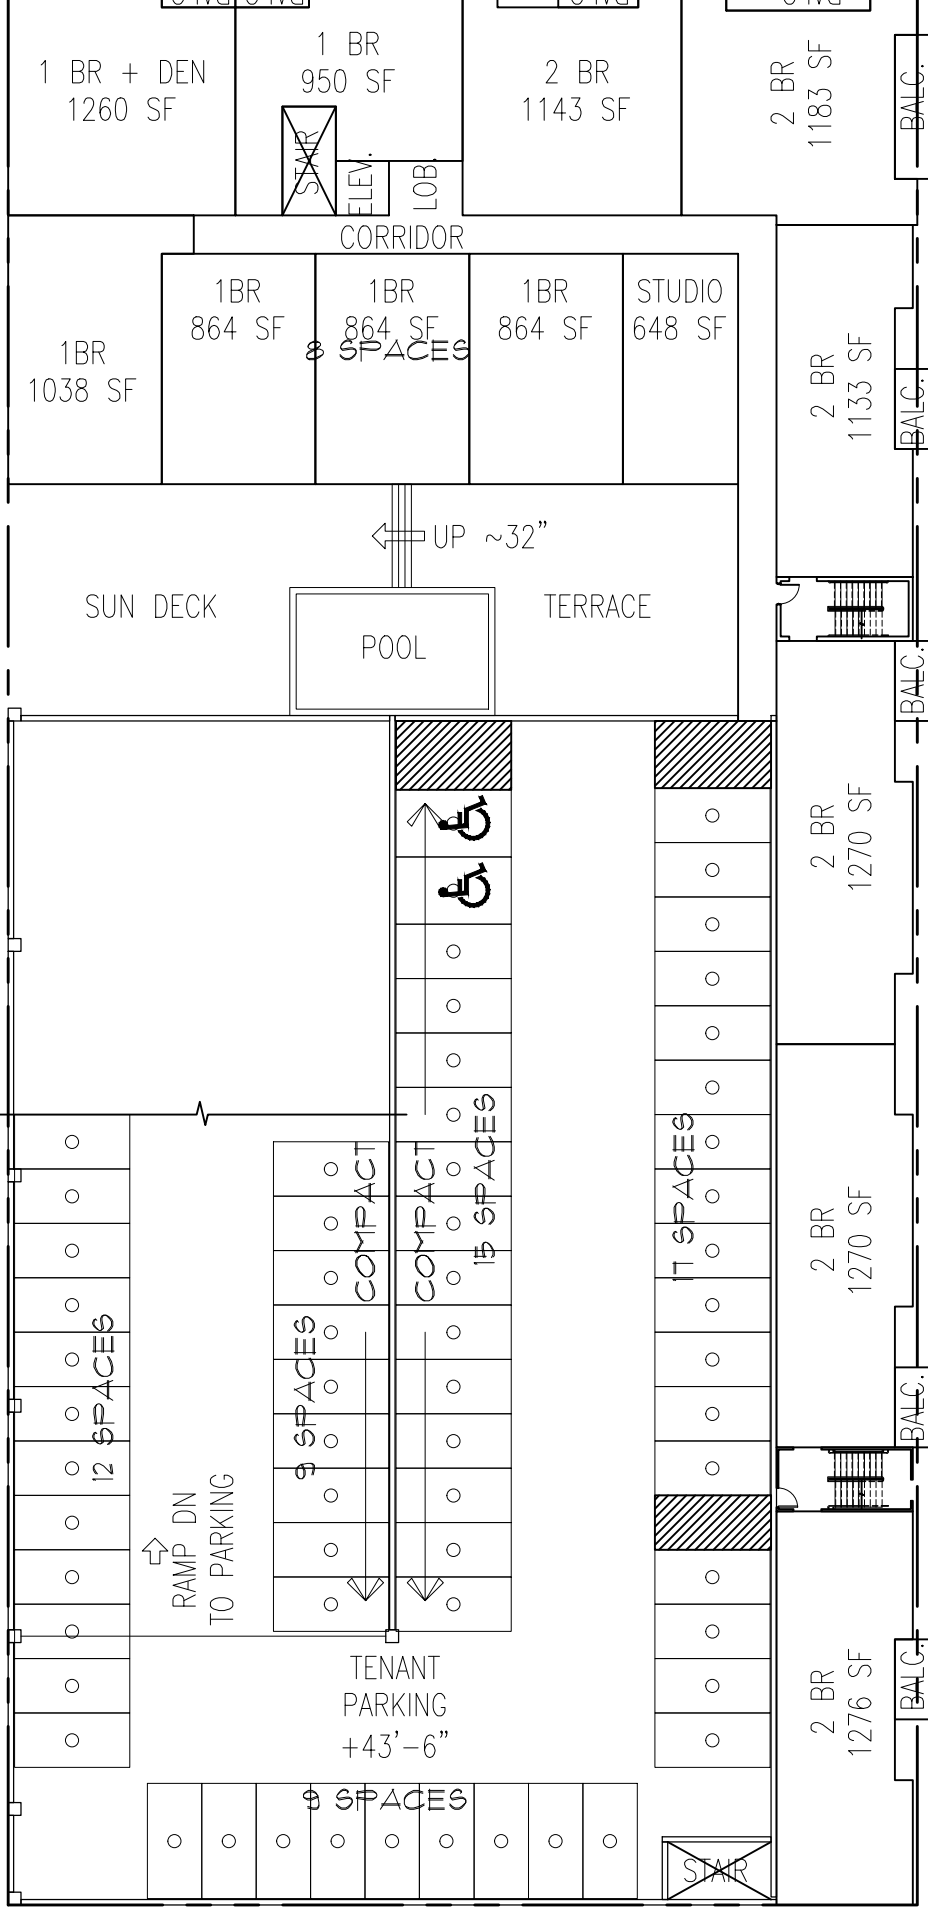 1 BR + DEN
1260 SF
1 BR
950 SF
2 BR
1143 SF
2 BR
1183 SF
BALC.
STAIR
ELEV.
LOB.
CORRIDOR
1BR
1038 SF
1BR
864 SF
1BR
864 SF
8 SPACES
1BR
864 SF
STUDIO
648 SF
2 BR
1133 SF
BALC.
UP ~32"
SUN DECK
TERRACE
POOL
BALC.
2 BR
1270 SF
COMPACT
COMPACT
15 SPACES
17 SPACES
2 BR
1270 SF
12 SPACES
9 SPACES
BALC.
RAMP DN
TO PARKING
TENANT
PARKING
+43'-6"
2 BR
1276 SF
BALC.
9 SPACES
STAIR